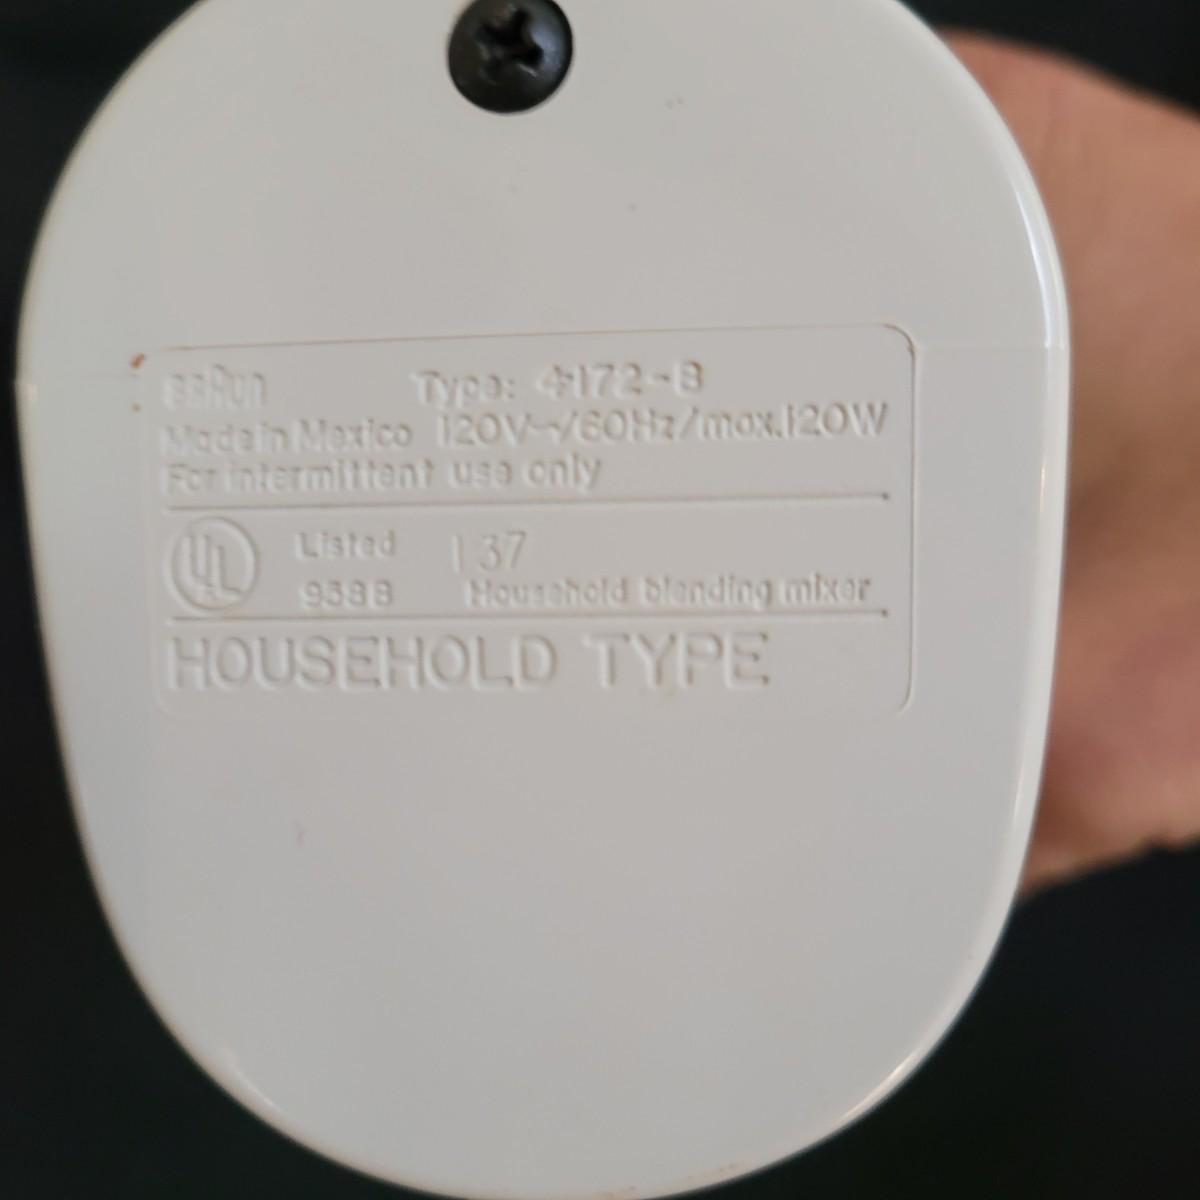 BRAUN Type: 4172-B
Made in Mexico 120V~/60Hz/max.120W
For intermittent use only
UL Listed 137
9388 Household blending mixer
HOUSEHOLD TYPE